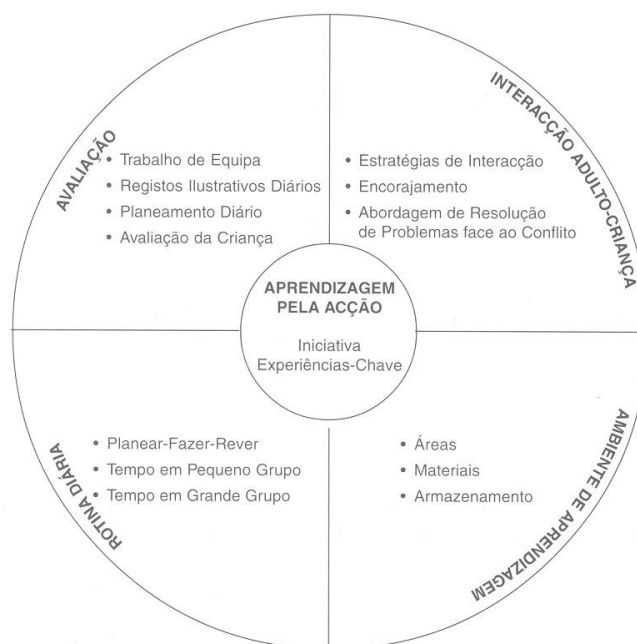 AVALIAÇÃO
• Trabalho de Equipa
• Registos Ilustrativos Diários
• Planeamento Diário
• Avaliação da Criança
INTERACÇÃO ADULTO-CRIANÇA
• Estratégias de Interacção
• Encorajamento
• Abordagem de Resolução
de Problemas face ao Conflito
APRENDIZAGEM
PELA ACÇÃO
Iniciativa
Experiências-Chave
ROTINA DIÁRIA
• Planear-Fazer-Rever
• Tempo em Pequeno Grupo
• Tempo em Grande Grupo
AMBIENTE DE APRENDIZAGEM
• Áreas
• Materiais
• Armazenamento